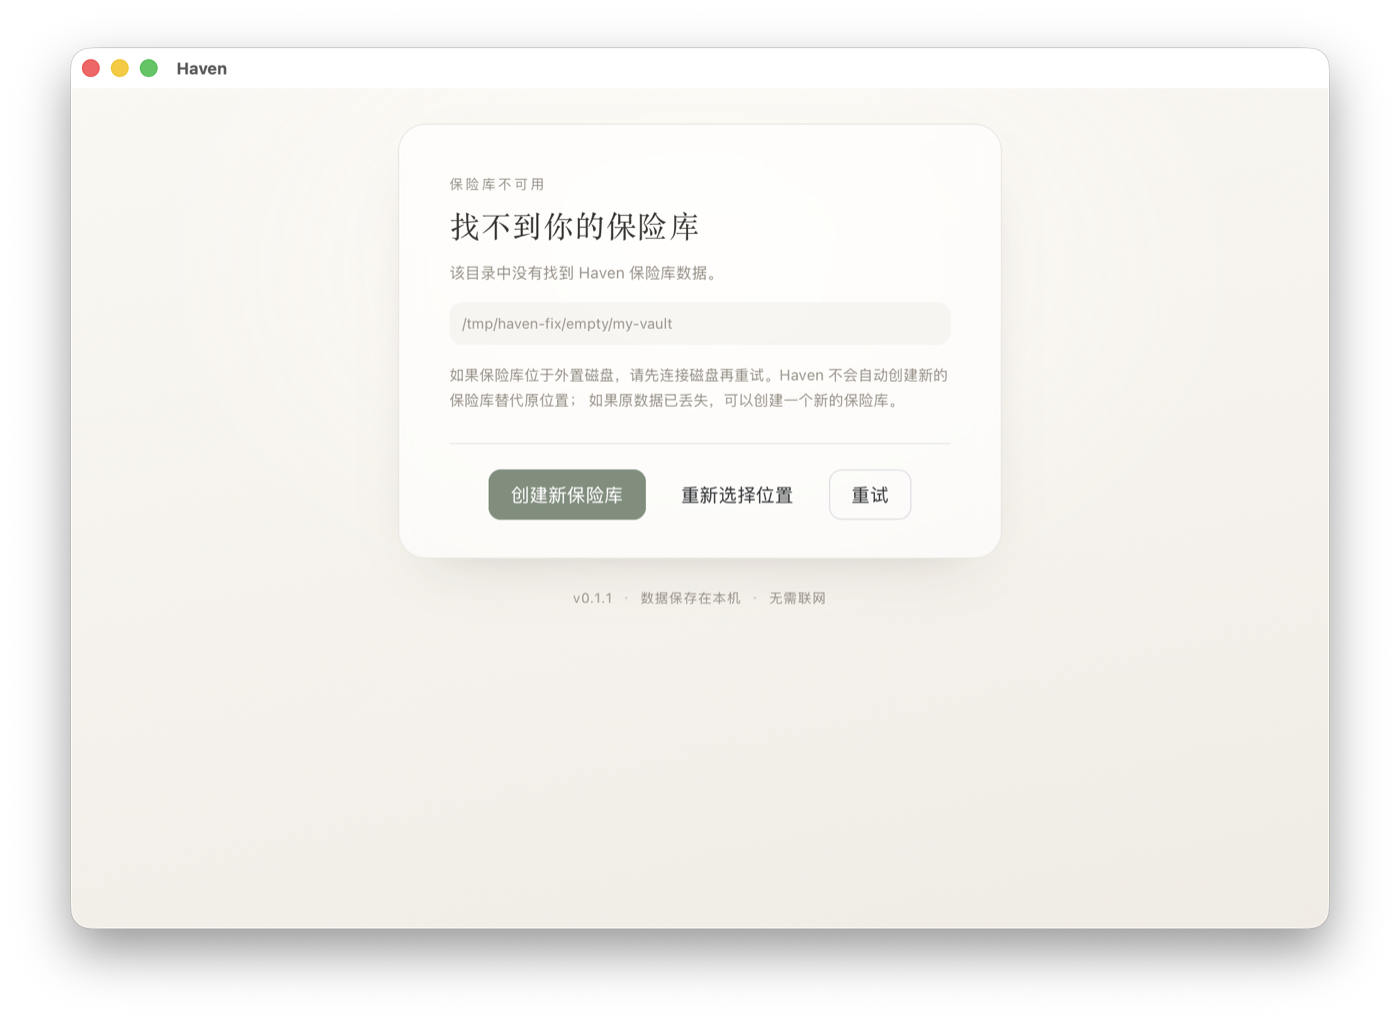 Haven
保险库不可用
找不到你的保险库
该目录中没有找到 Haven 保险库数据。
/tmp/haven-fix/empty/my-vault
如果保险库位于外置磁盘，请先连接磁盘再重试。Haven 不会自动创建新的
保险库替代原位置； 如果原数据已丢失，可以创建一个新的保险库。
创建新保险库 重新选择位置 重试
v0.1.1 · 数据保存在本机 · 无需联网